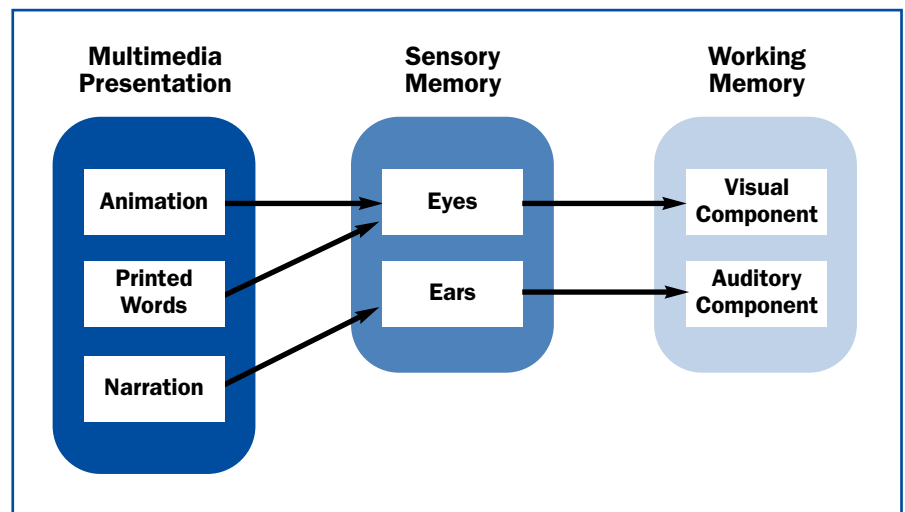 Multimedia
Presentation
Sensory
Memory
Working
Memory
Animation
Printed
Words
Narration
Eyes
Ears
Visual
Component
Auditory
Component